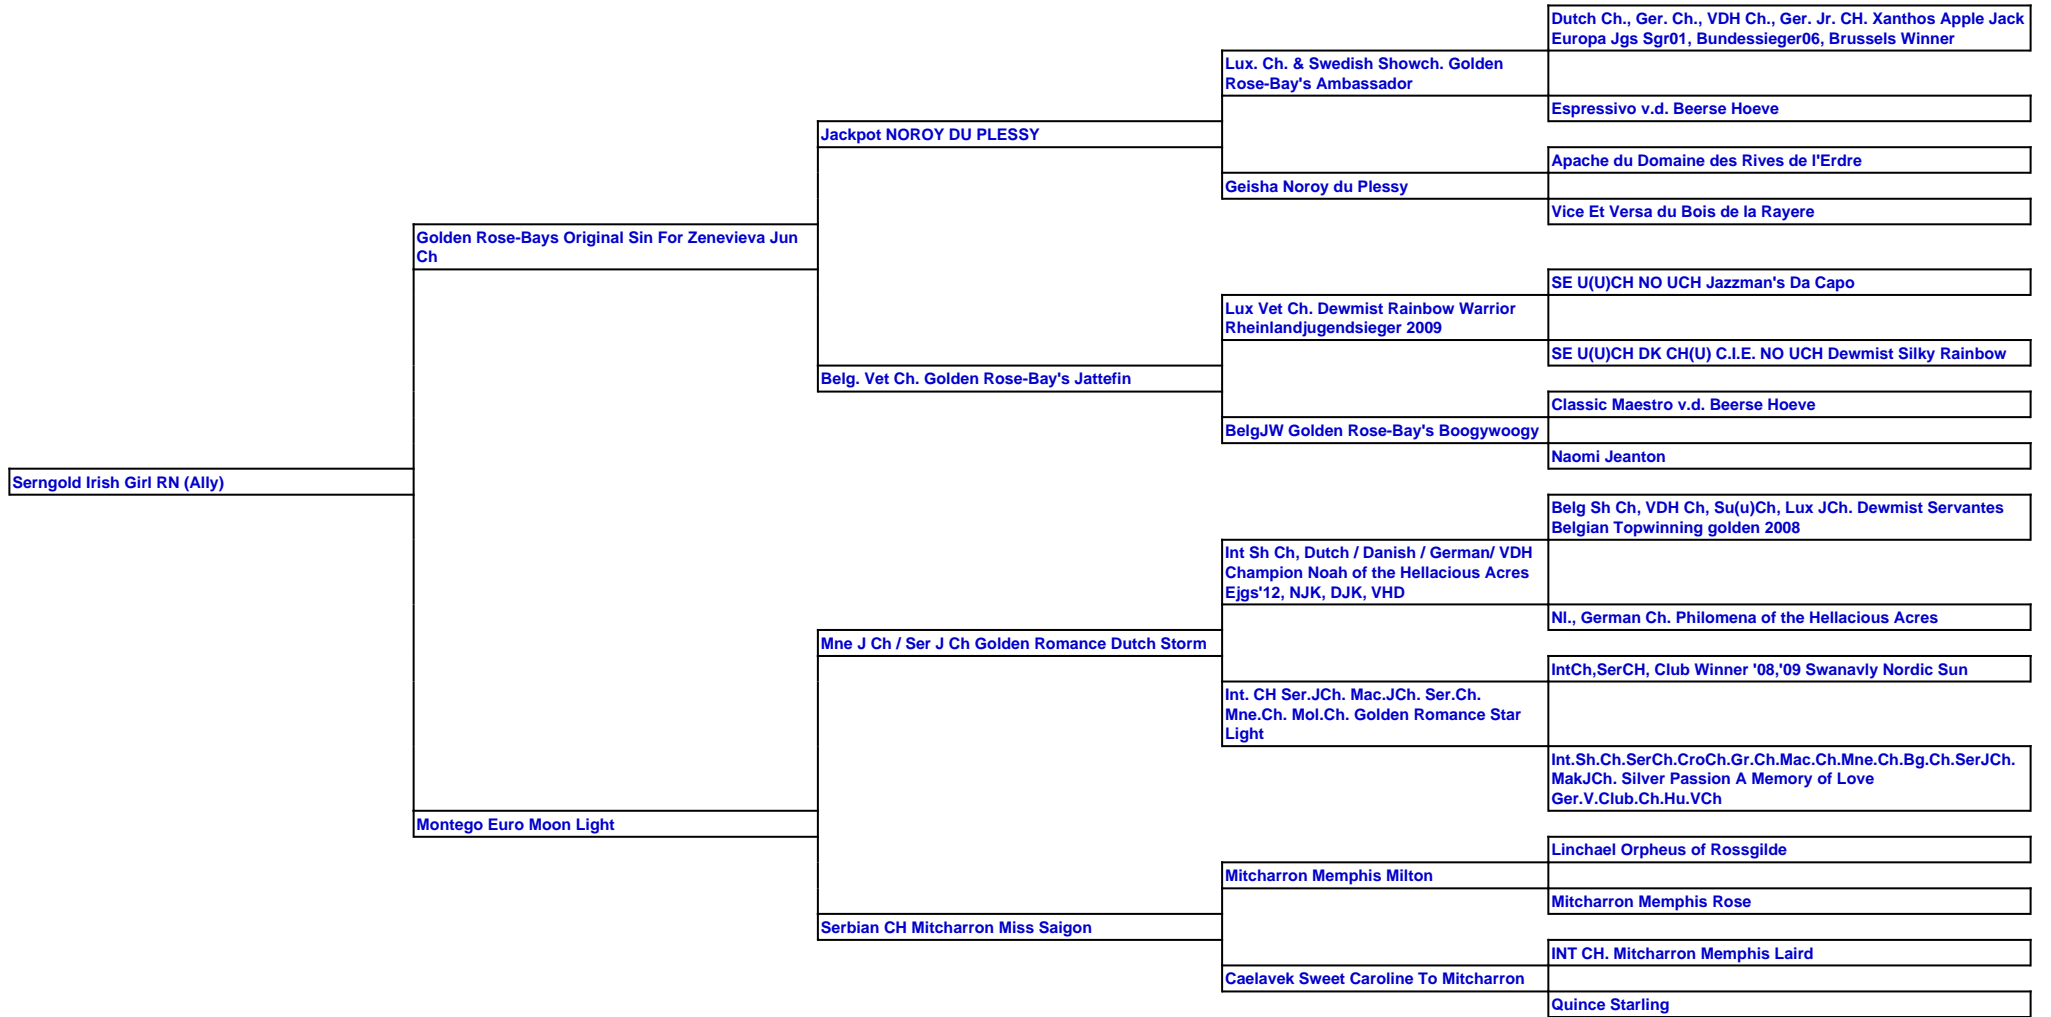 Dutch Ch., Ger. Ch., VDH Ch., Ger. Jr. CH. Xanthos Apple Jack
Europa Jgs Sgr01, Bundessieger06, Brussels Winner
Lux. Ch. & Swedish Showch. Golden
Rose-Bay's Ambassador
Espressivo v.d. Beerse Hoeve
Jackpot NOROY DU PLESSY
Apache du Domaine des Rives de l'Erdre
Geisha Noroy du Plessy
Vice Et Versa du Bois de la Rayere
Golden Rose-Bays Original Sin For Zenevieva Jun
Ch
SE U(U)CH NO UCH Jazzman's Da Capo
Lux Vet Ch. Dewmist Rainbow Warrior
Rheinlandjugendsieger 2009
SE U(U)CH DK CH(U) C.I.E. NO UCH Dewmist Silky Rainbow
Belg. Vet Ch. Golden Rose-Bay's Jattefin
Classic Maestro v.d. Beerse Hoeve
BelgJW Golden Rose-Bay's Boogywoogy
Naomi Jeanton
Serngold Irish Girl RN (Ally)
Belg Sh Ch, VDH Ch, Su(u)Ch, Lux JCh. Dewmist Servantes
Belgian Topwinning golden 2008
Int Sh Ch, Dutch / Danish / German/ VDH
Champion Noah of the Hellacious Acres
Ejgs'12, NJK, DJK, VHD
Nl., German Ch. Philomena of the Hellacious Acres
Mne J Ch / Ser J Ch Golden Romance Dutch Storm
IntCh,SerCH, Club Winner '08,'09 Swanavly Nordic Sun
Int. CH Ser.JCh. Mac.JCh. Ser.Ch.
Mne.Ch. Mol.Ch. Golden Romance Star
Light
Int.Sh.Ch.SerCh.CroCh.Gr.Ch.Mac.Ch.Mne.Ch.Bg.Ch.SerJCh.
MakJCh. Silver Passion A Memory of Love
Ger.V.Club.Ch.Hu.VCh
Montego Euro Moon Light
Linchael Orpheus of Rossgilde
Mitcharron Memphis Milton
Mitcharron Memphis Rose
Serbian CH Mitcharron Miss Saigon
INT CH. Mitcharron Memphis Laird
Caelavek Sweet Caroline To Mitcharron
Quince Starling